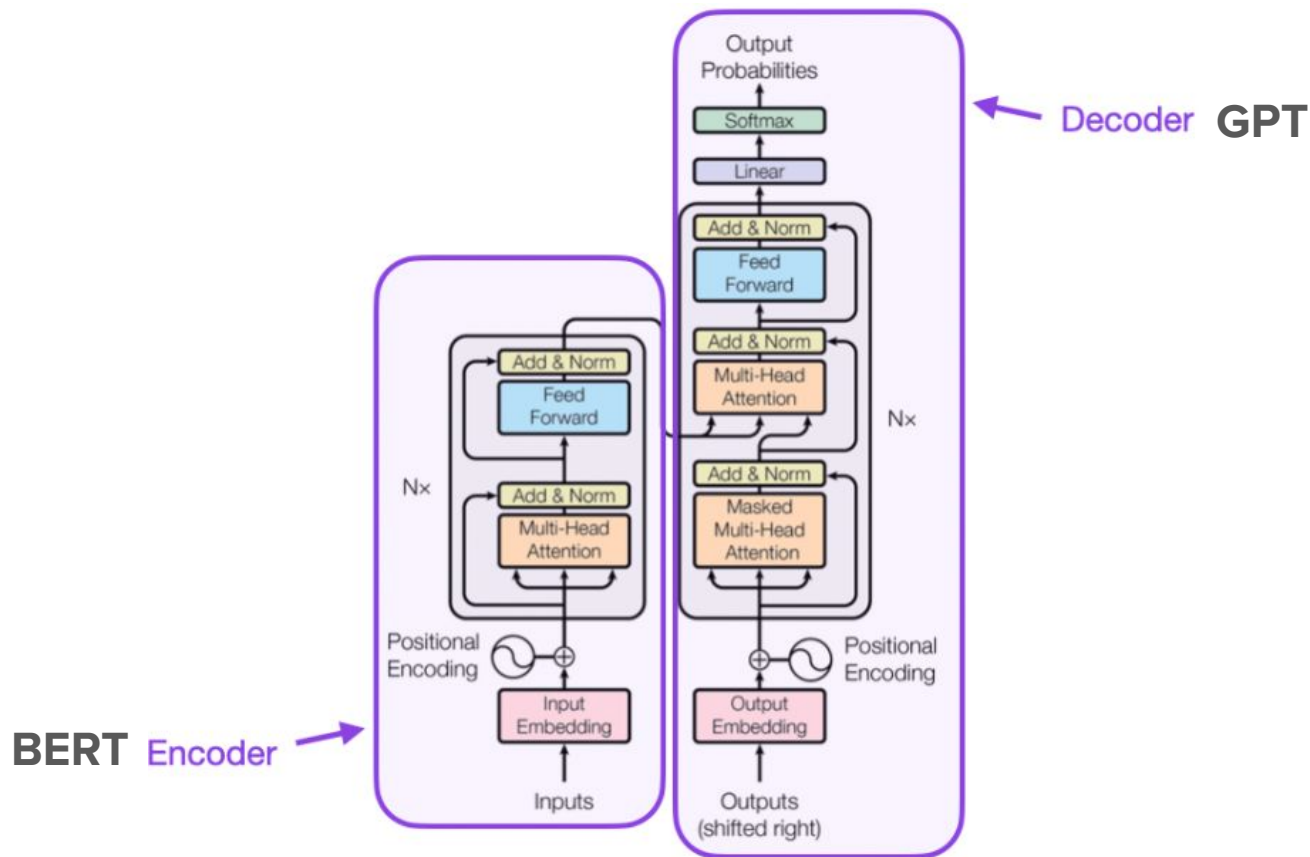 BERT Encoder
Add & Norm
Feed
Forward
Nx
Add & Norm
Multi-Head
Attention
Positional
Encoding
Input
Embedding
Inputs
Decoder GPT
Output
Probabilities
Softmax
Linear
Add & Norm
Feed
Forward
Add & Norm
Multi-Head
Attention
Nx
Add & Norm
Masked
Multi-Head
Attention
Positional
Encoding
Output
Embedding
Outputs
(shifted right)